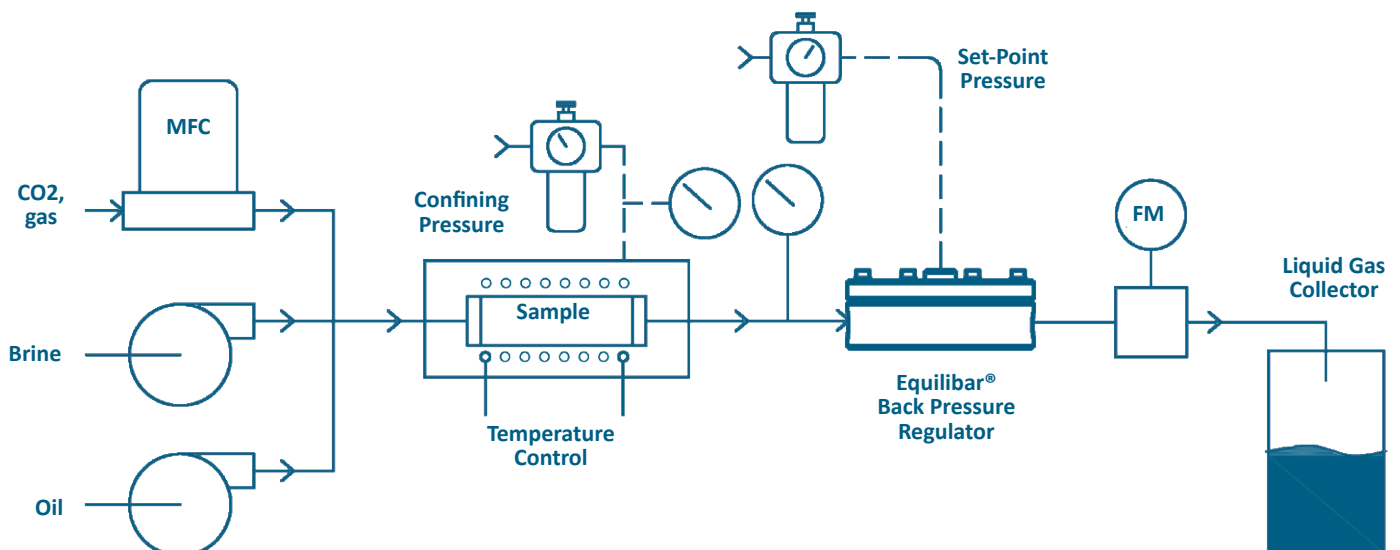 MFC
CO2,
gas
Brine
Oil
Confining
Pressure
Sample
Temperature
Control
Set-Point
Pressure
Equilibar®
Back Pressure
Regulator
FM
Liquid Gas
Collector